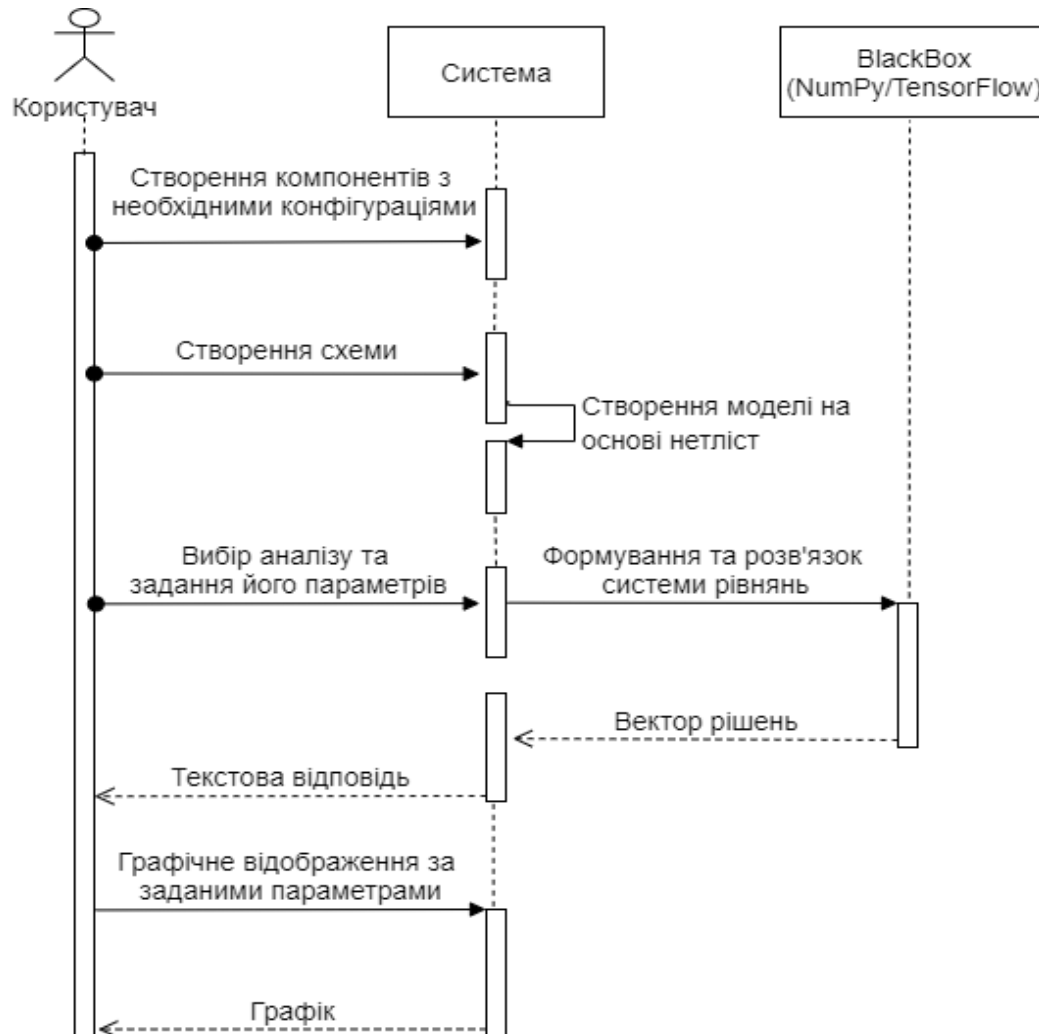 Користувач
Система
BlackBox
(NumPy/TensorFlow)
Створення компонентів з
необхідними конфігураціями
Створення схеми
Створення моделі на
основі нетліст
Вибір аналізу та
задання його параметрів
Формування та розв'язок
системи рівнянь
Вектор рішень
Текстова відповідь
Графічне відображення за
заданими параметрами
Графік